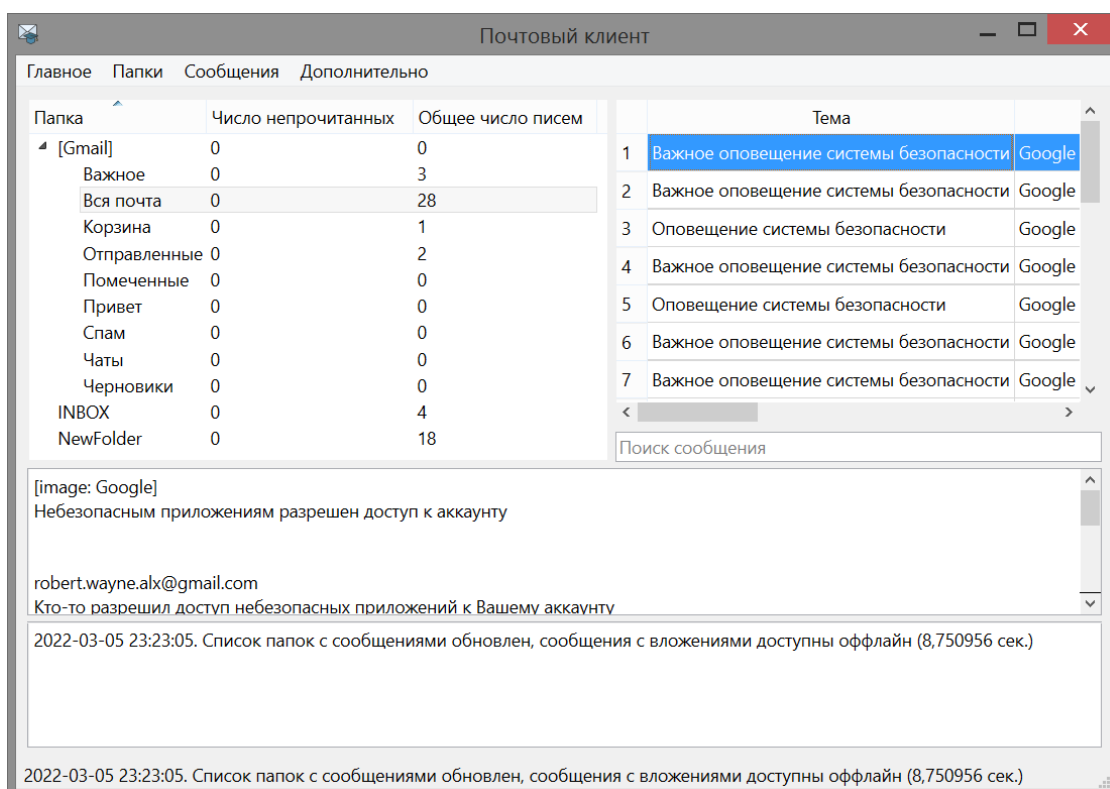 Почтовый клиент
Главное Папки Сообщения Дополнительно
Папка Число непрочитанных Общее число писем
[Gmail] 0 0
Важное 0 3
Вся почта 0 28
Корзина 0 1
Отправленные 0 2
Помеченные 0 0
Привет 0 0
Спам 0 0
Чаты 0 0
Черновики 0 0
INBOX 0 4
NewFolder 0 18
Тема
1 Важное оповещение системы безопасности Google
2 Важное оповещение системы безопасности Google
3 Оповещение системы безопасности Google
4 Важное оповещение системы безопасности Google
5 Оповещение системы безопасности Google
6 Важное оповещение системы безопасности Google
7 Важное оповещение системы безопасности Google
Поиск сообщения
[image: Google]
Небезопасным приложениям разрешен доступ к аккаунту
robert.wayne.alx@gmail.com
Кто-то разрешил доступ небезопасных приложений к Вашему аккаунту
2022-03-05 23:23:05. Список папок с сообщениями обновлен, сообщения с вложениями доступны оффлайн (8,750956 сек.)
2022-03-05 23:23:05. Список папок с сообщениями обновлен, сообщения с вложениями доступны оффлайн (8,750956 сек.)